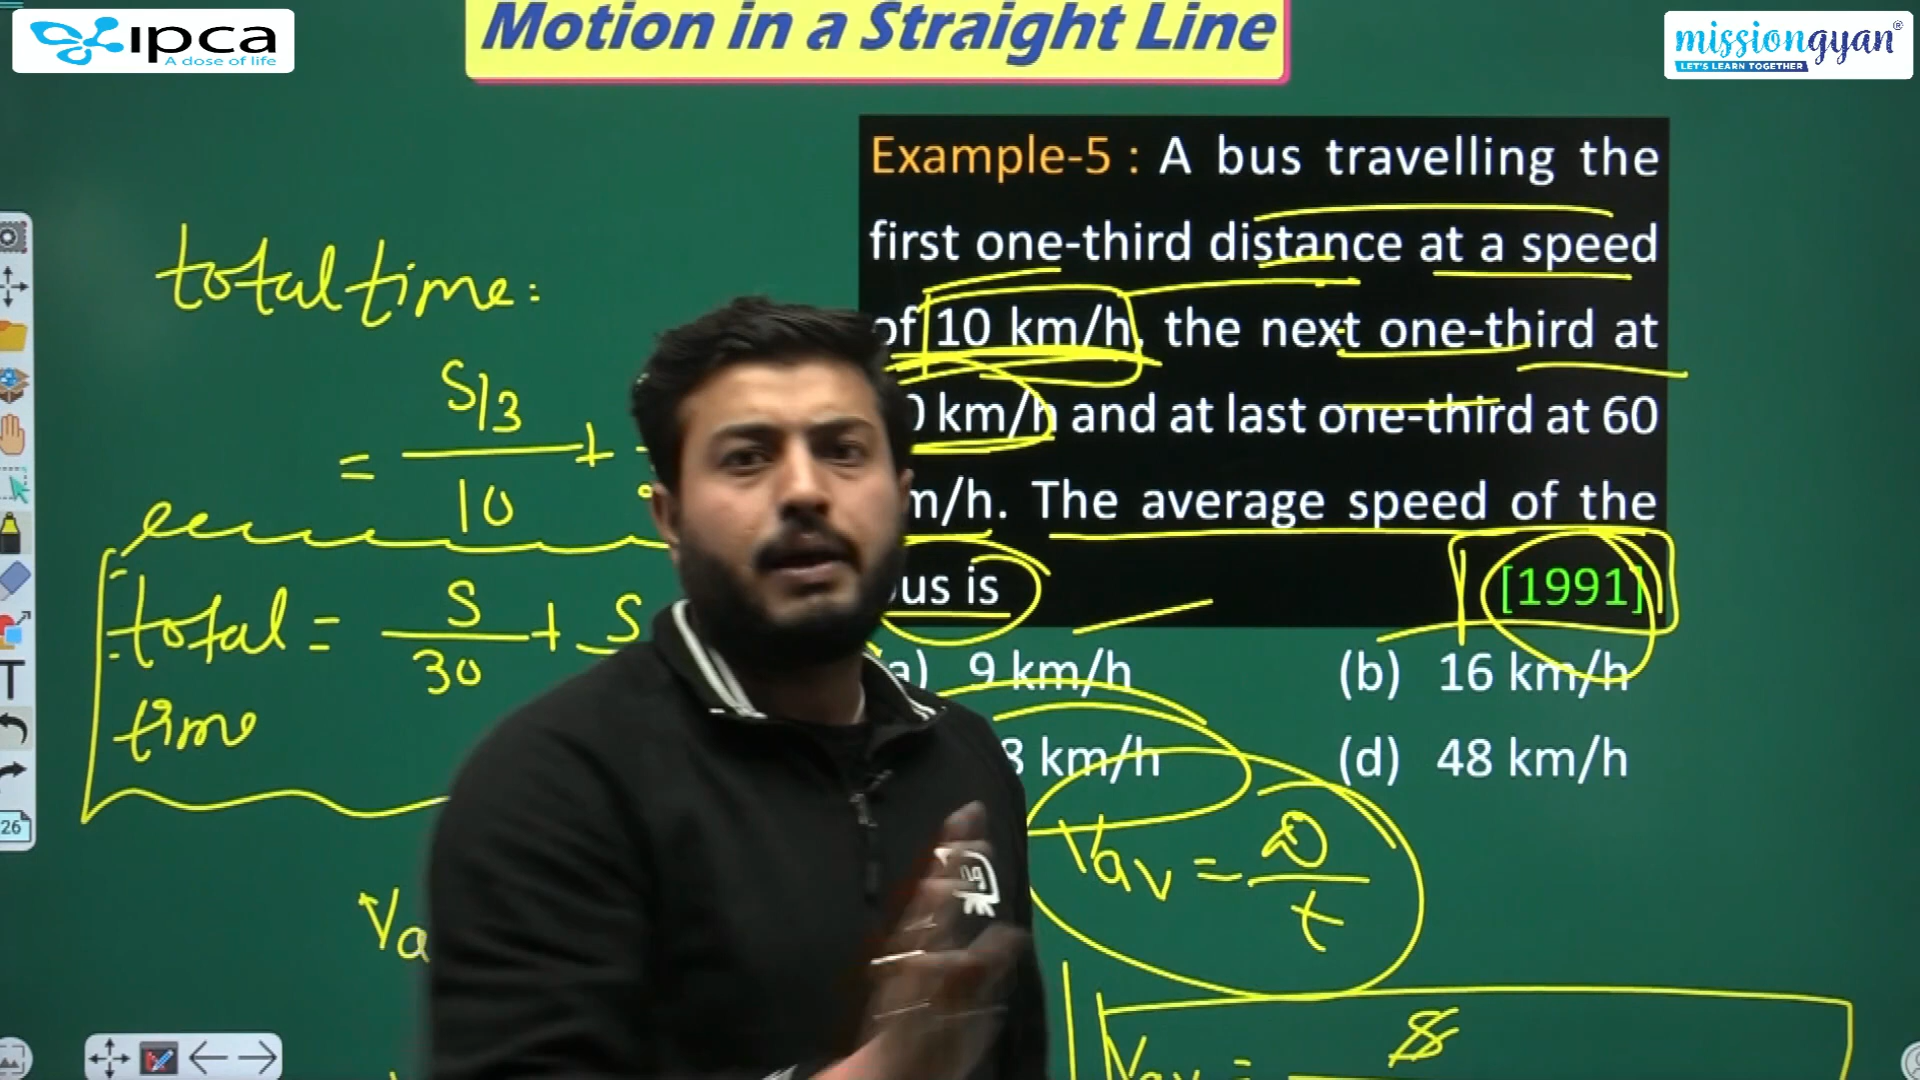 ipca
A dose of life
Motion in a Straight Line
missiongyan®
LET'S LEARN TOGETHER
Example-5 : A bus travelling the
first one-third distance at a speed
of 10 km/h, the next one-third at
0 km/h and at last one-third at 60
m/h. The average speed of the
bus is [1991]
(a) 9 km/h (b) 16 km/h
8 km/h (d) 48 km/h
total time:
= S/3 / 10 +
total = S/30 + S
time
Va
Vav = D/t
Vav = S
T
26